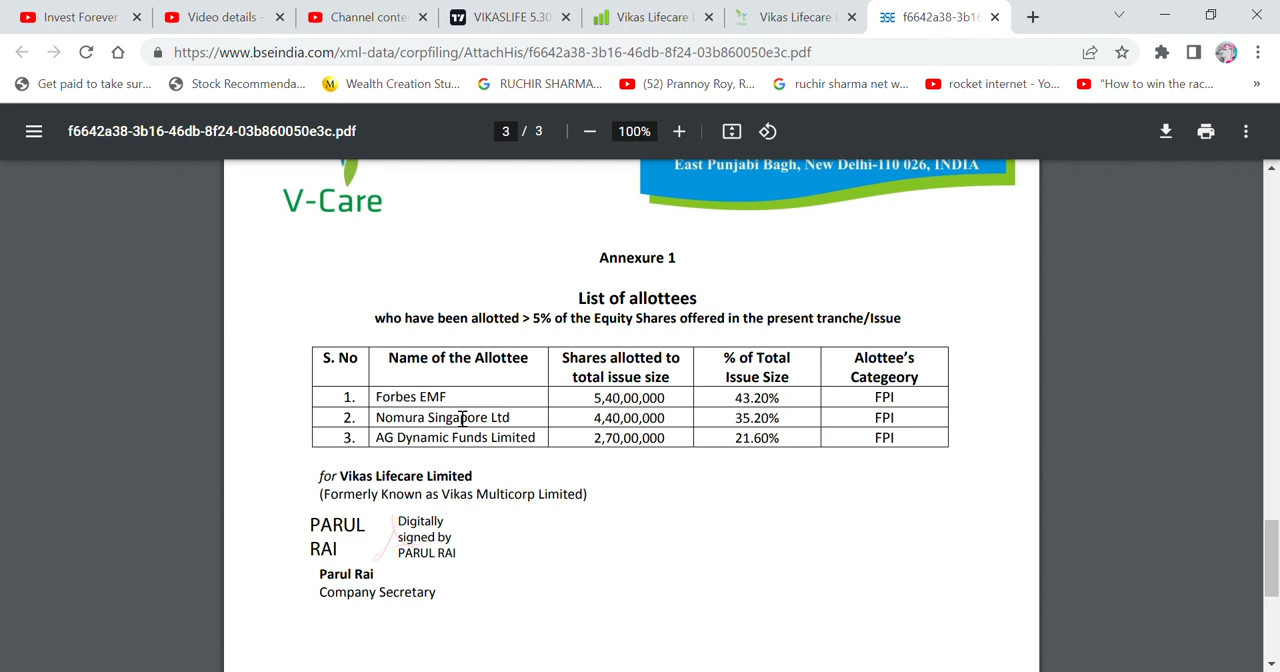 Invest Forever
Video details -
Channel conte
VIKASLIFE 5.30
Vikas Lifecare L
Vikas Lifecare
BSE f6642a38-3b16
https://www.bseindia.com/xml-data/corpfiling/AttachHis/f6642a38-3b16-46db-8f24-03b860050e3c.pdf
Get paid to take sur...
Stock Recommenda...
M Wealth Creation Stu...
G RUCHIR SHARMA...
(52) Prannoy Roy, R...
G ruchir sharma net w...
rocket internet - Yo...
"How to win the rac...
»
f6642a38-3b16-46db-8f24-03b860050e3c.pdf
3 / 3
100%
East Punjabi Bagh, New Delhi-110 026, INDIA
V-Care
Annexure 1
List of allottees
who have been allotted > 5% of the Equity Shares offered in the present tranche/Issue
S. No Name of the Allottee Shares allotted to total issue size % of Total Issue Size Alottee's Categeory
1. Forbes EMF 5,40,00,000 43.20% FPI
2. Nomura Singapore Ltd 4,40,00,000 35.20% FPI
3. AG Dynamic Funds Limited 2,70,00,000 21.60% FPI
for Vikas Lifecare Limited
(Formerly Known as Vikas Multicorp Limited)
PARUL
RAI
Digitally
signed by
PARUL RAI
Parul Rai
Company Secretary